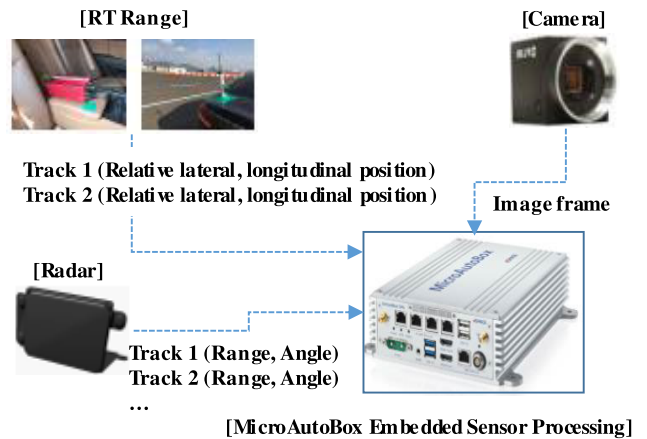 [RT Range]
[Camera]
Track 1 (Relative lateral, longitudinal position)
Track 2 (Relative lateral, longitudinal position)
Image frame
[Radar]
MicroAutoBox
Track 1 (Range, Angle)
Track 2 (Range, Angle)
…
[MicroAutoBox Embedded Sensor Processing]